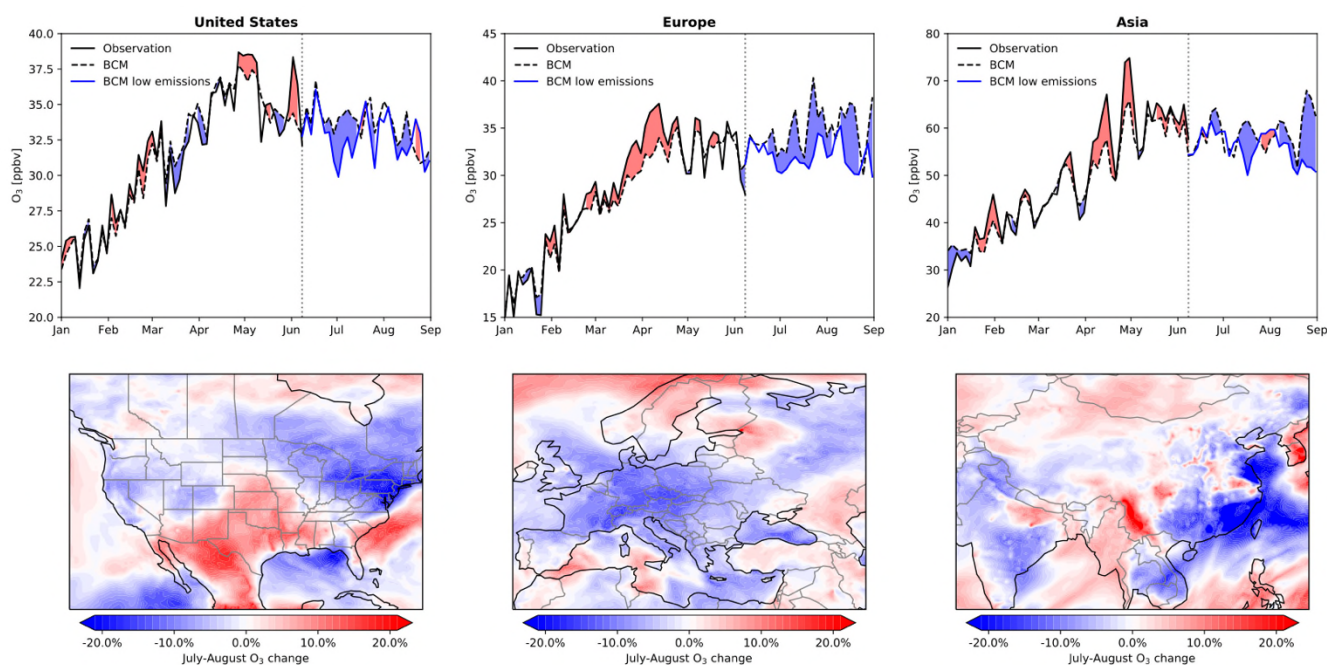 United States
40.0
37.5
35.0
32.5
30.0
27.5
25.0
22.5
20.0
O₃ [ppbv]
Observation
BCM
BCM low emissions
Jan Feb Mar Apr May Jun Jul Aug Sep
Europe
45
40
35
30
25
20
15
O₃ [ppbv]
Observation
BCM
BCM low emissions
Jan Feb Mar Apr May Jun Jul Aug Sep
Asia
80
70
60
50
40
30
20
O₃ [ppbv]
Observation
BCM
BCM low emissions
Jan Feb Mar Apr May Jun Jul Aug Sep
-20.0% -10.0% 0.0% 10.0% 20.0%
July-August O₃ change
-20.0% -10.0% 0.0% 10.0% 20.0%
July-August O₃ change
-20.0% -10.0% 0.0% 10.0% 20.0%
July-August O₃ change